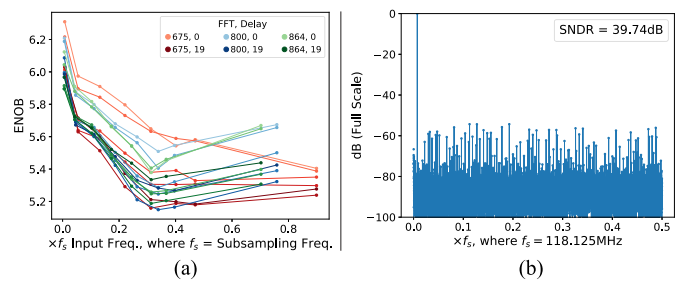 FFT, Delay
675, 0 800, 0 864, 0
675, 19 800, 19 864, 19
ENOB
6.2
6.0
5.8
5.6
5.4
5.2
0.0 0.2 0.4 0.6 0.8
×fs Input Freq., where fs = Subsampling Freq.
(a)
SNDR = 39.74dB
dB (Full Scale)
0
−20
−40
−60
−80
−100
0.0 0.1 0.2 0.3 0.4 0.5
×fs, where fs = 118.125MHz
(b)